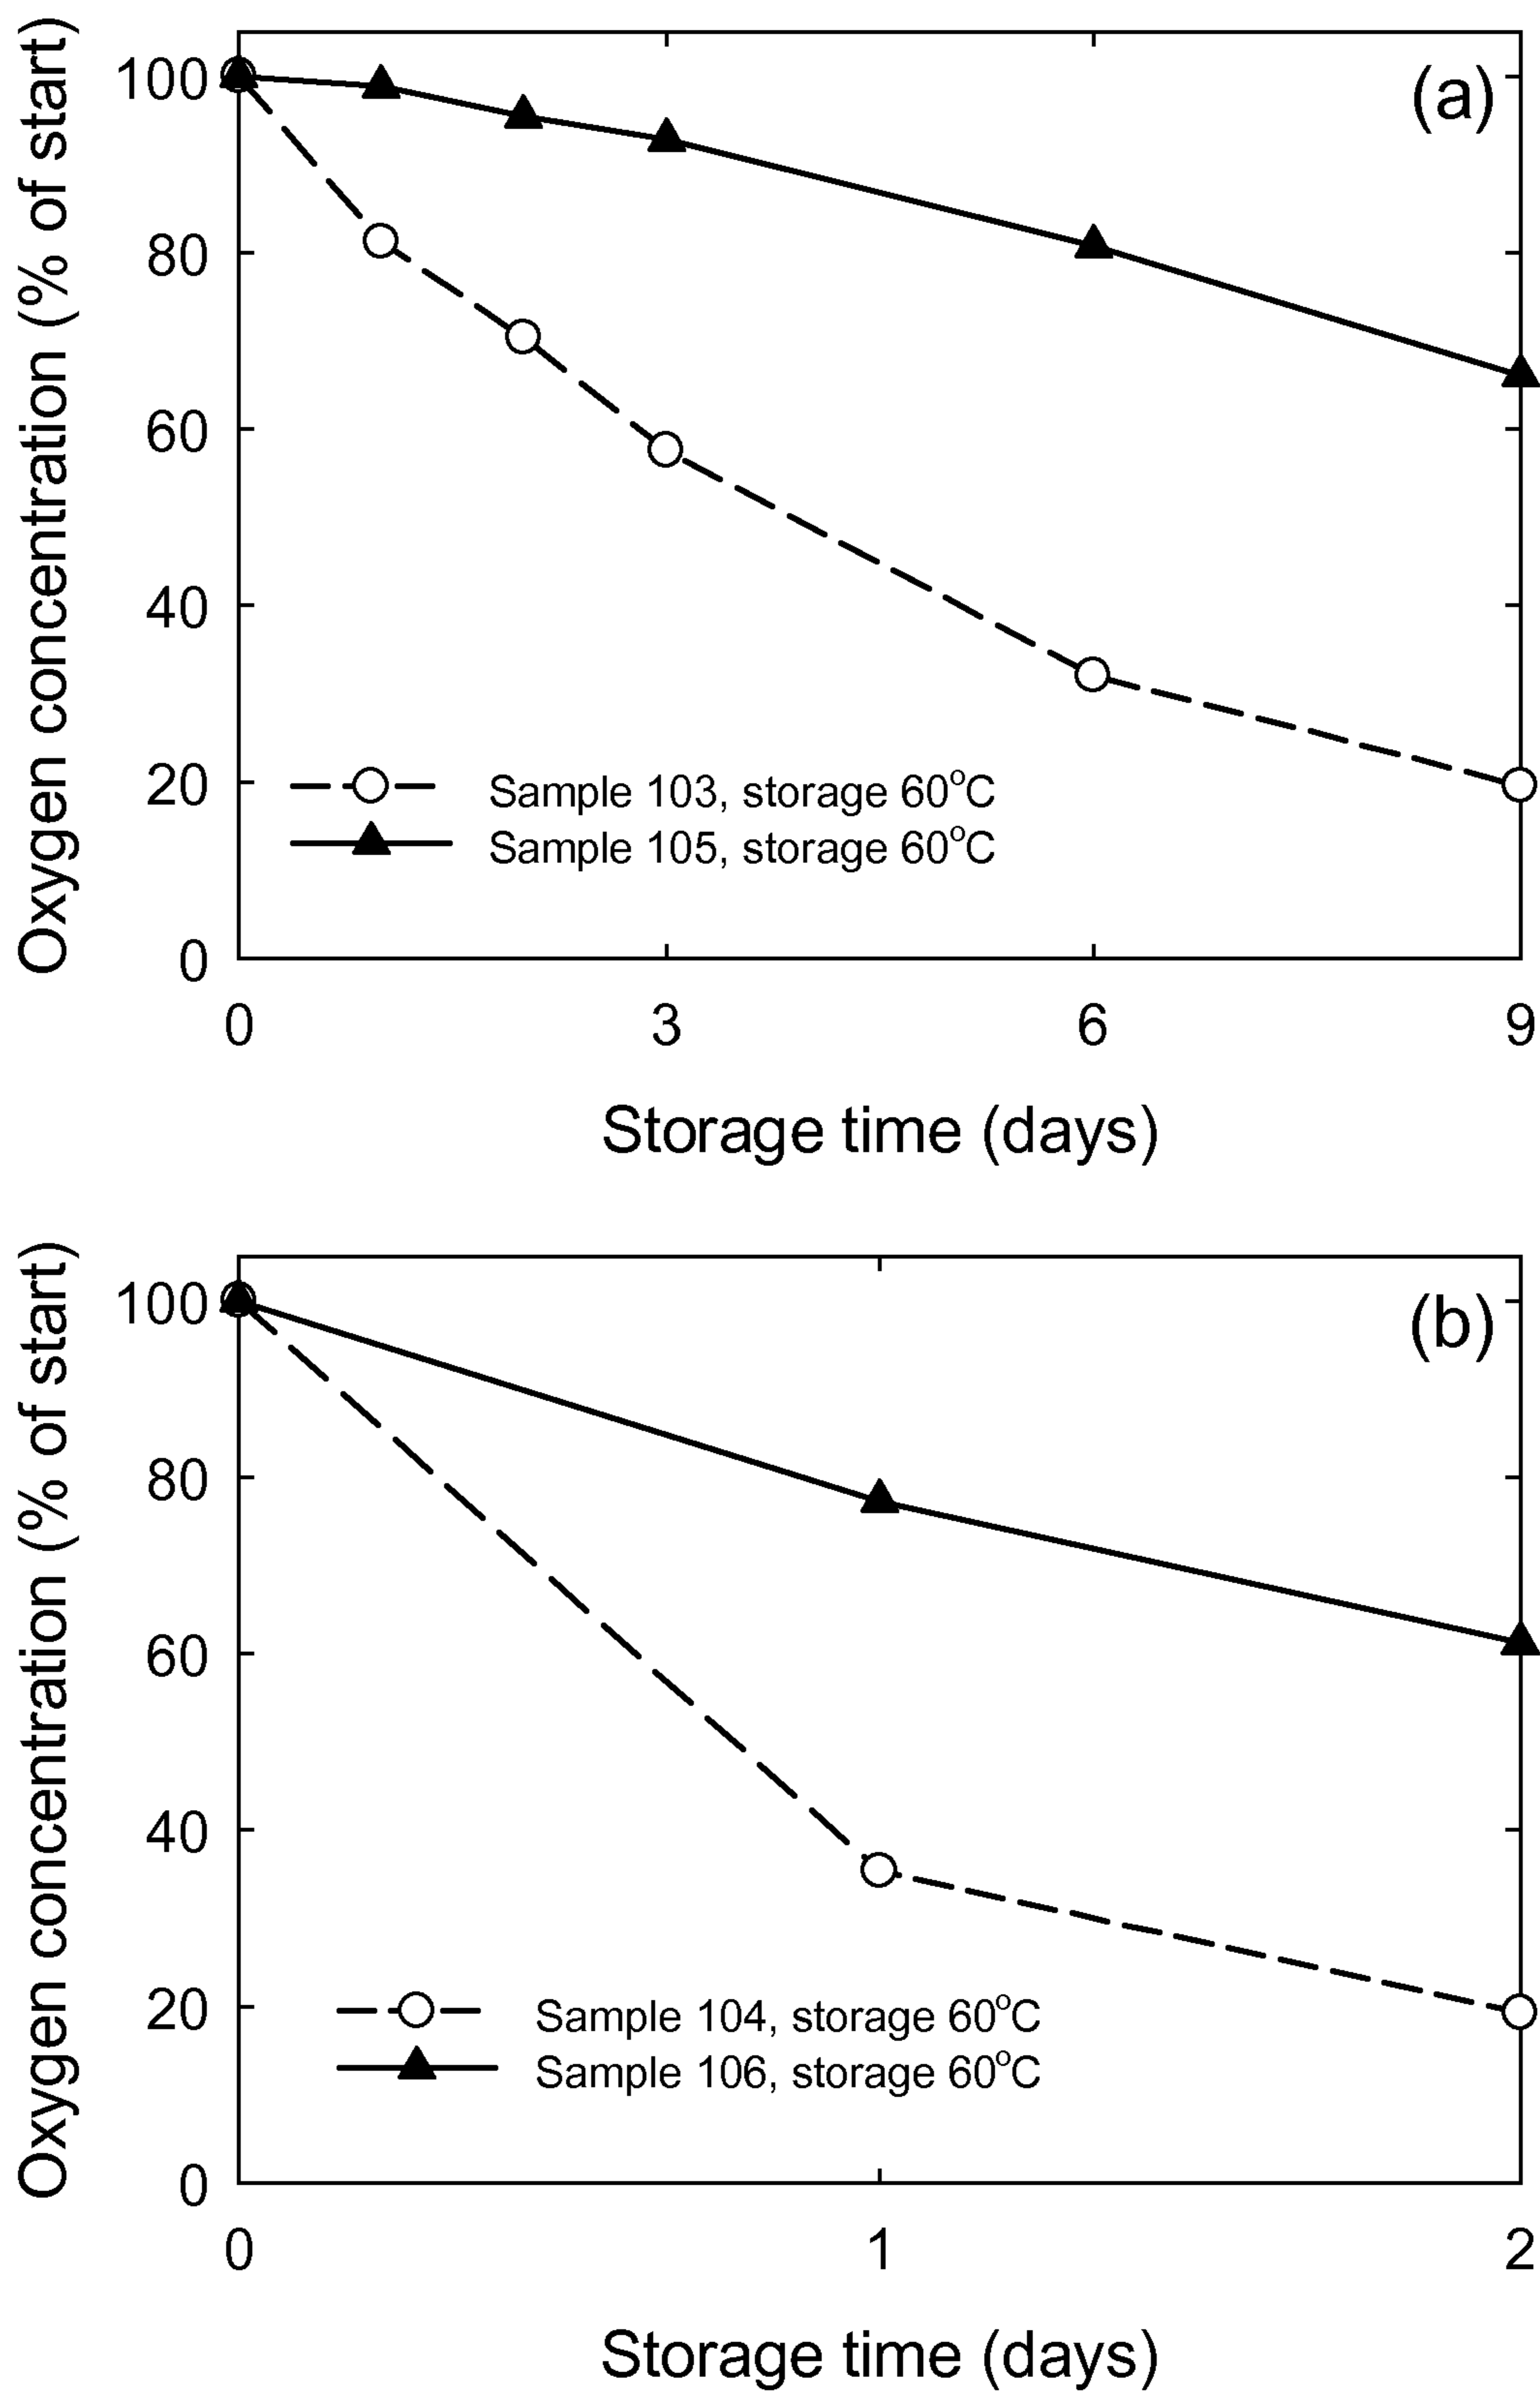 Oxygen concentration (% of start)
100
80
60
40
20
0
(a)
Sample 103, storage 60°C
Sample 105, storage 60°C
0 3 6 9
Storage time (days)
Oxygen concentration (% of start)
100
80
60
40
20
0
(b)
Sample 104, storage 60°C
Sample 106, storage 60°C
0 1 2
Storage time (days)